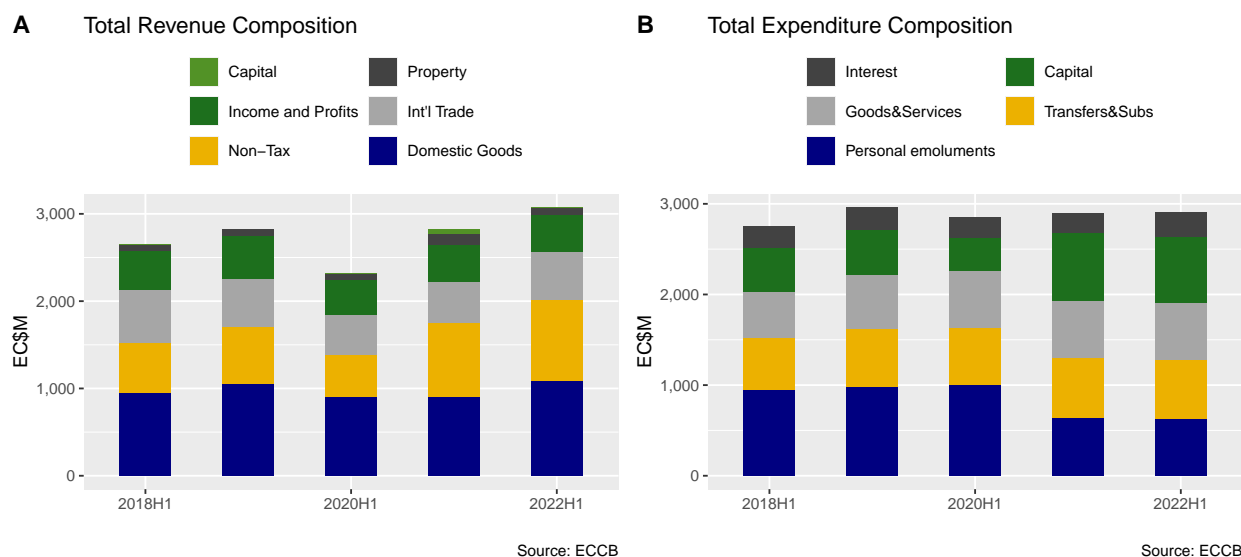 A Total Revenue Composition
Capital Property
Income and Profits Int'l Trade
Non−Tax Domestic Goods
EC$M
3,000
2,000
1,000
0
2018H1 2020H1 2022H1
Source: ECCB
B Total Expenditure Composition
Interest Capital
Goods&Services Transfers&Subs
Personal emoluments
EC$M
3,000
2,000
1,000
0
2018H1 2020H1 2022H1
Source: ECCB